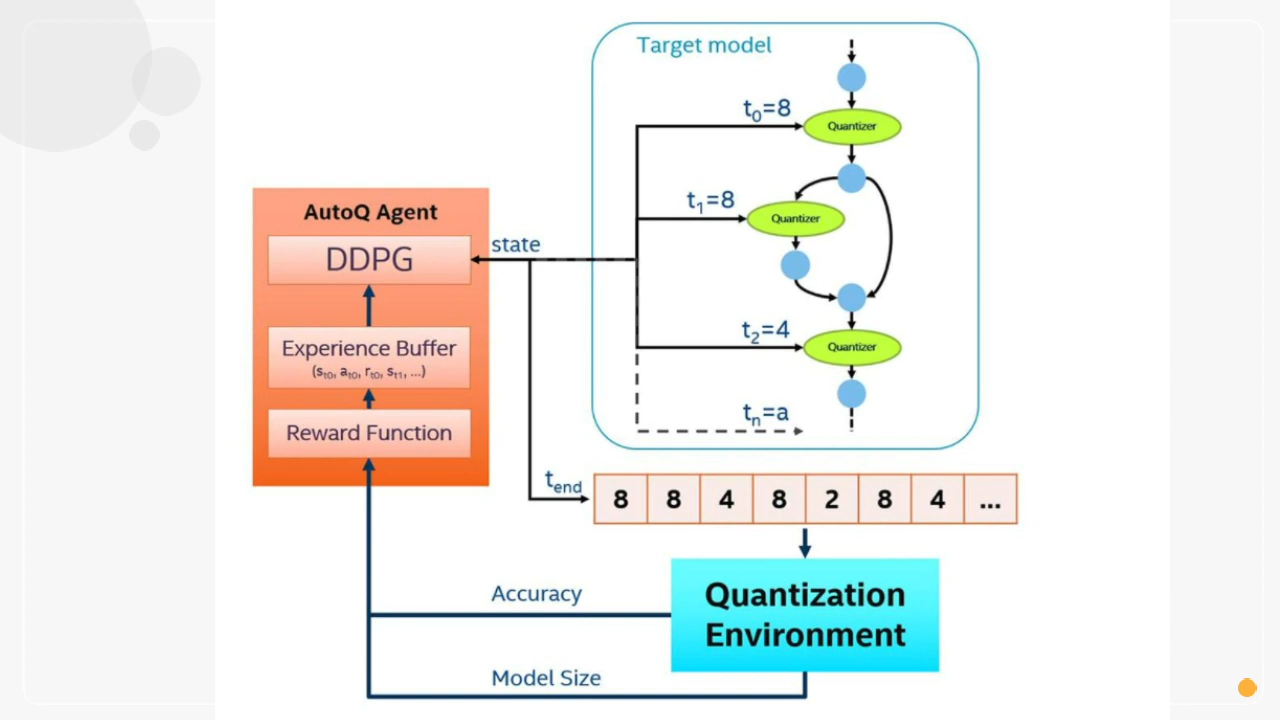 Target model
t₀=8
Quantizer
t₁=8
Quantizer
t₂=4
Quantizer
tₙ=a
AutoQ Agent
DDPG
state
Experience Buffer
(sₜ₀, aₜ₀, rₜ₀, sₜ₁, ...)
Reward Function
t_end
8 8 4 8 2 8 4 ...
Quantization
Environment
Accuracy
Model Size